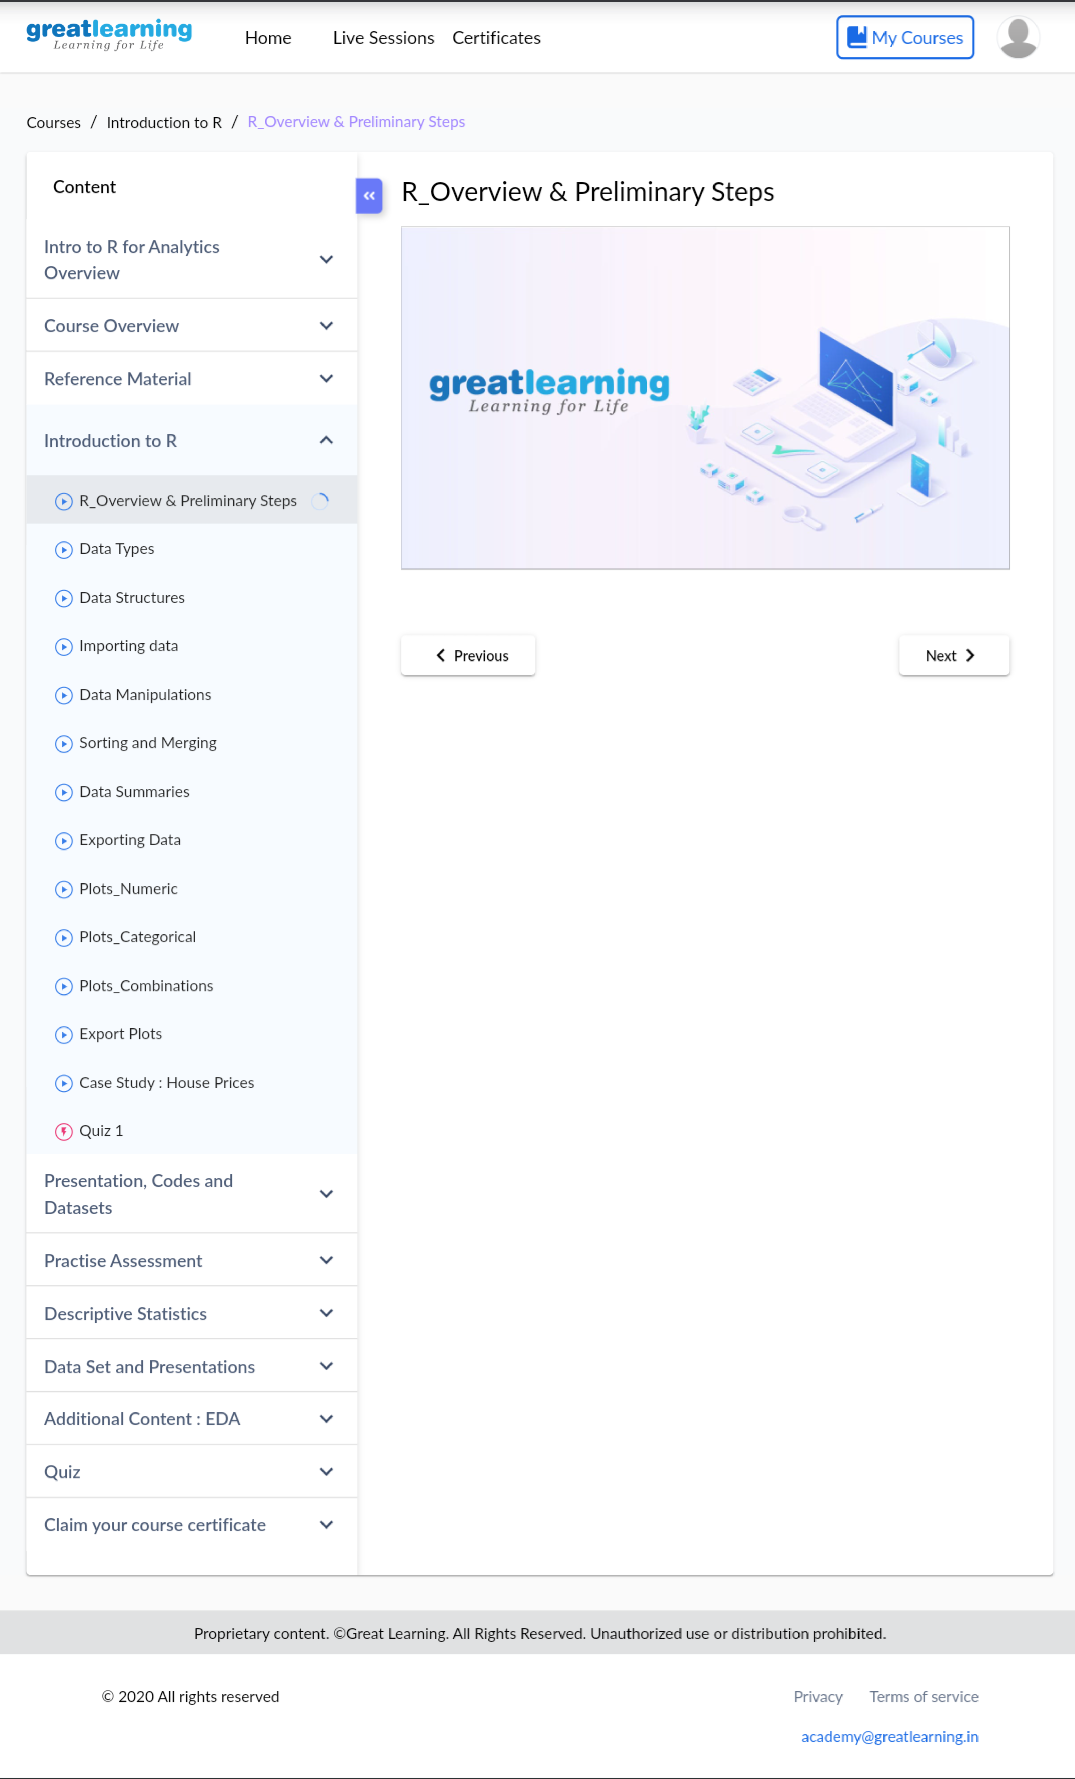 greatlearning
Learning for Life
Home Live Sessions Certificates
My Courses
Courses / Introduction to R / R_Overview & Preliminary Steps
Content
Intro to R for Analytics
Overview
Course Overview
Reference Material
Introduction to R
R_Overview & Preliminary Steps
Data Types
Data Structures
Importing data
Data Manipulations
Sorting and Merging
Data Summaries
Exporting Data
Plots_Numeric
Plots_Categorical
Plots_Combinations
Export Plots
Case Study : House Prices
Quiz 1
Presentation, Codes and
Datasets
Practise Assessment
Descriptive Statistics
Data Set and Presentations
Additional Content : EDA
Quiz
Claim your course certificate
R_Overview & Preliminary Steps
greatlearning
Learning for Life
Previous
Next
Proprietary content. ©Great Learning. All Rights Reserved. Unauthorized use or distribution prohibited.
© 2020 All rights reserved
Privacy Terms of service
academy@greatlearning.in